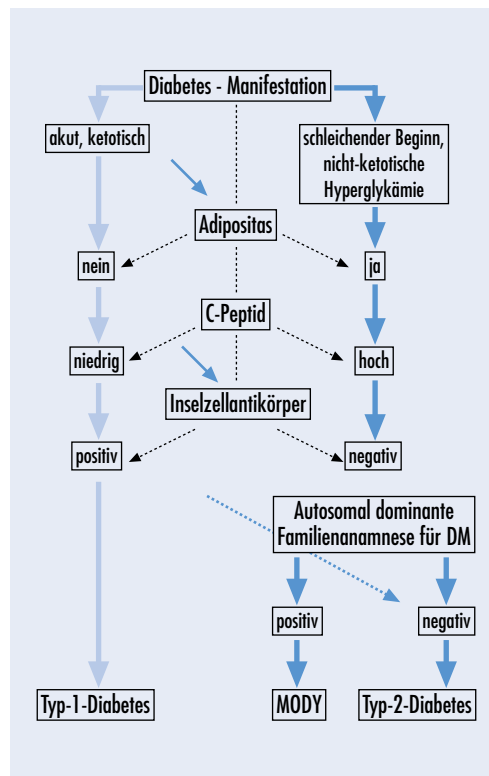 Diabetes - Manifestation
akut, ketotisch
schleichender Beginn,
nicht-ketotische
Hyperglykämie
Adipositas
nein
ja
C-Peptid
niedrig
hoch
Inselzellantikörper
positiv
negativ
Autosomal dominante
Familienanamnese für DM
positiv
negativ
Typ-1-Diabetes
MODY
Typ-2-Diabetes